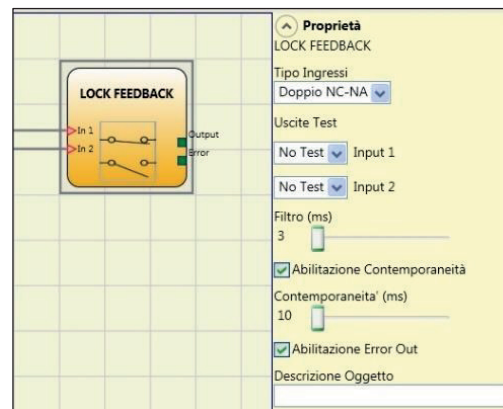 LOCK FEEDBACK
In 1
In 2
Output
Error
Proprietà
LOCK FEEDBACK
Tipo Ingressi
Doppio NC-NA
Uscite Test
No Test Input 1
No Test Input 2
Filtro (ms)
3
Abilitazione Contemporaneità
Contemporaneita' (ms)
10
Abilitazione Error Out
Descrizione Oggetto